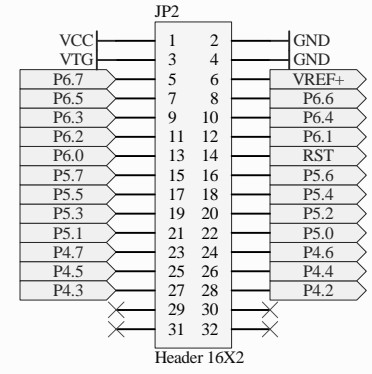 JP2
VCC 1 2 GND
VTG 3 4 GND
P6.7 5 6 VREF+
P6.5 7 8 P6.6
P6.3 9 10 P6.4
P6.2 11 12 P6.1
P6.0 13 14 RST
P5.7 15 16 P5.6
P5.5 17 18 P5.4
P5.3 19 20 P5.2
P5.1 21 22 P5.0
P4.7 23 24 P4.6
P4.5 25 26 P4.4
P4.3 27 28 P4.2
29 30
31 32
Header 16X2